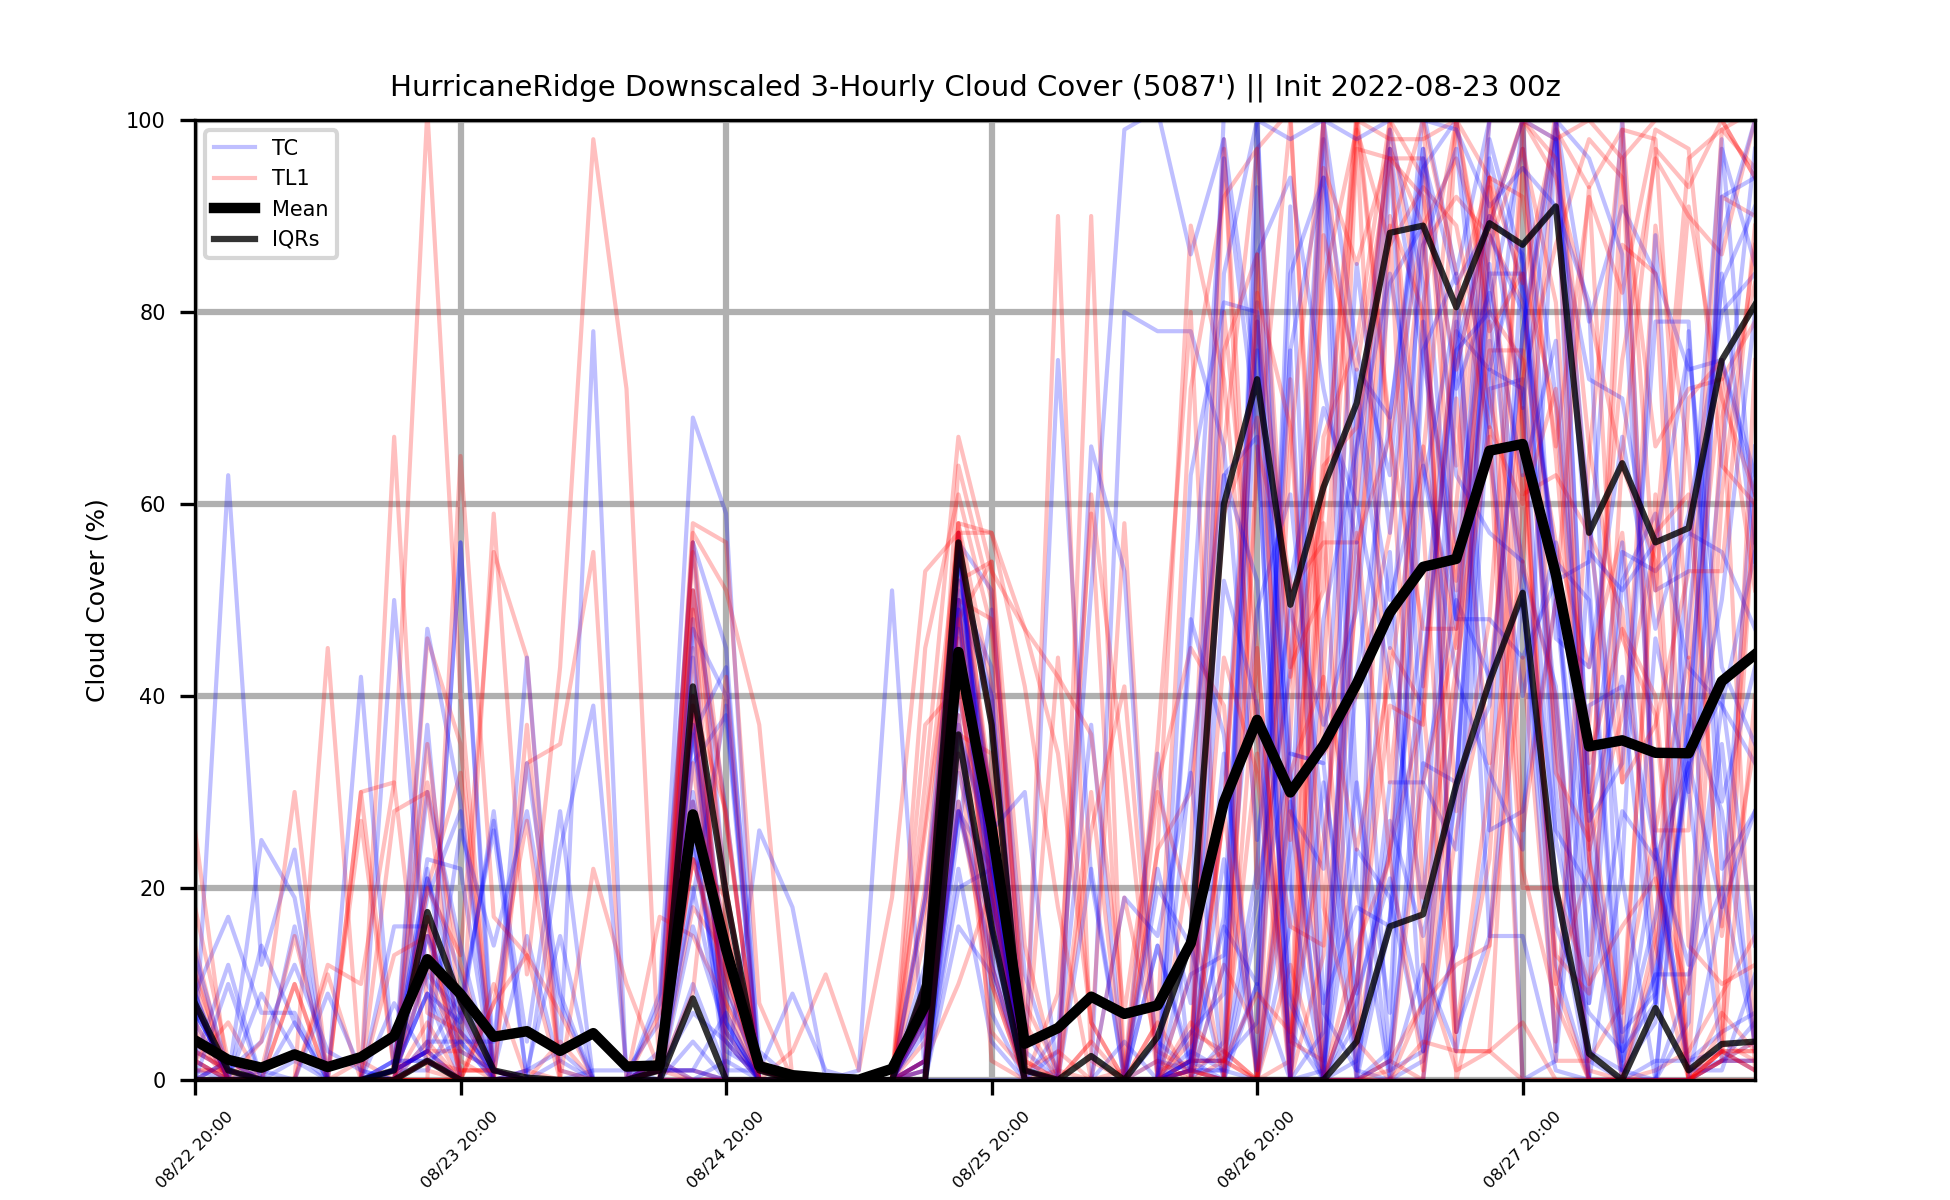 HurricaneRidge Downscaled 3-Hourly Cloud Cover (5087') || Init 2022-08-23 00z
TC
TL1
Mean
IQRs
Cloud Cover (%)
100
80
60
40
20
0
08/22 20:00
08/23 20:00
08/24 20:00
08/25 20:00
08/26 20:00
08/27 20:00